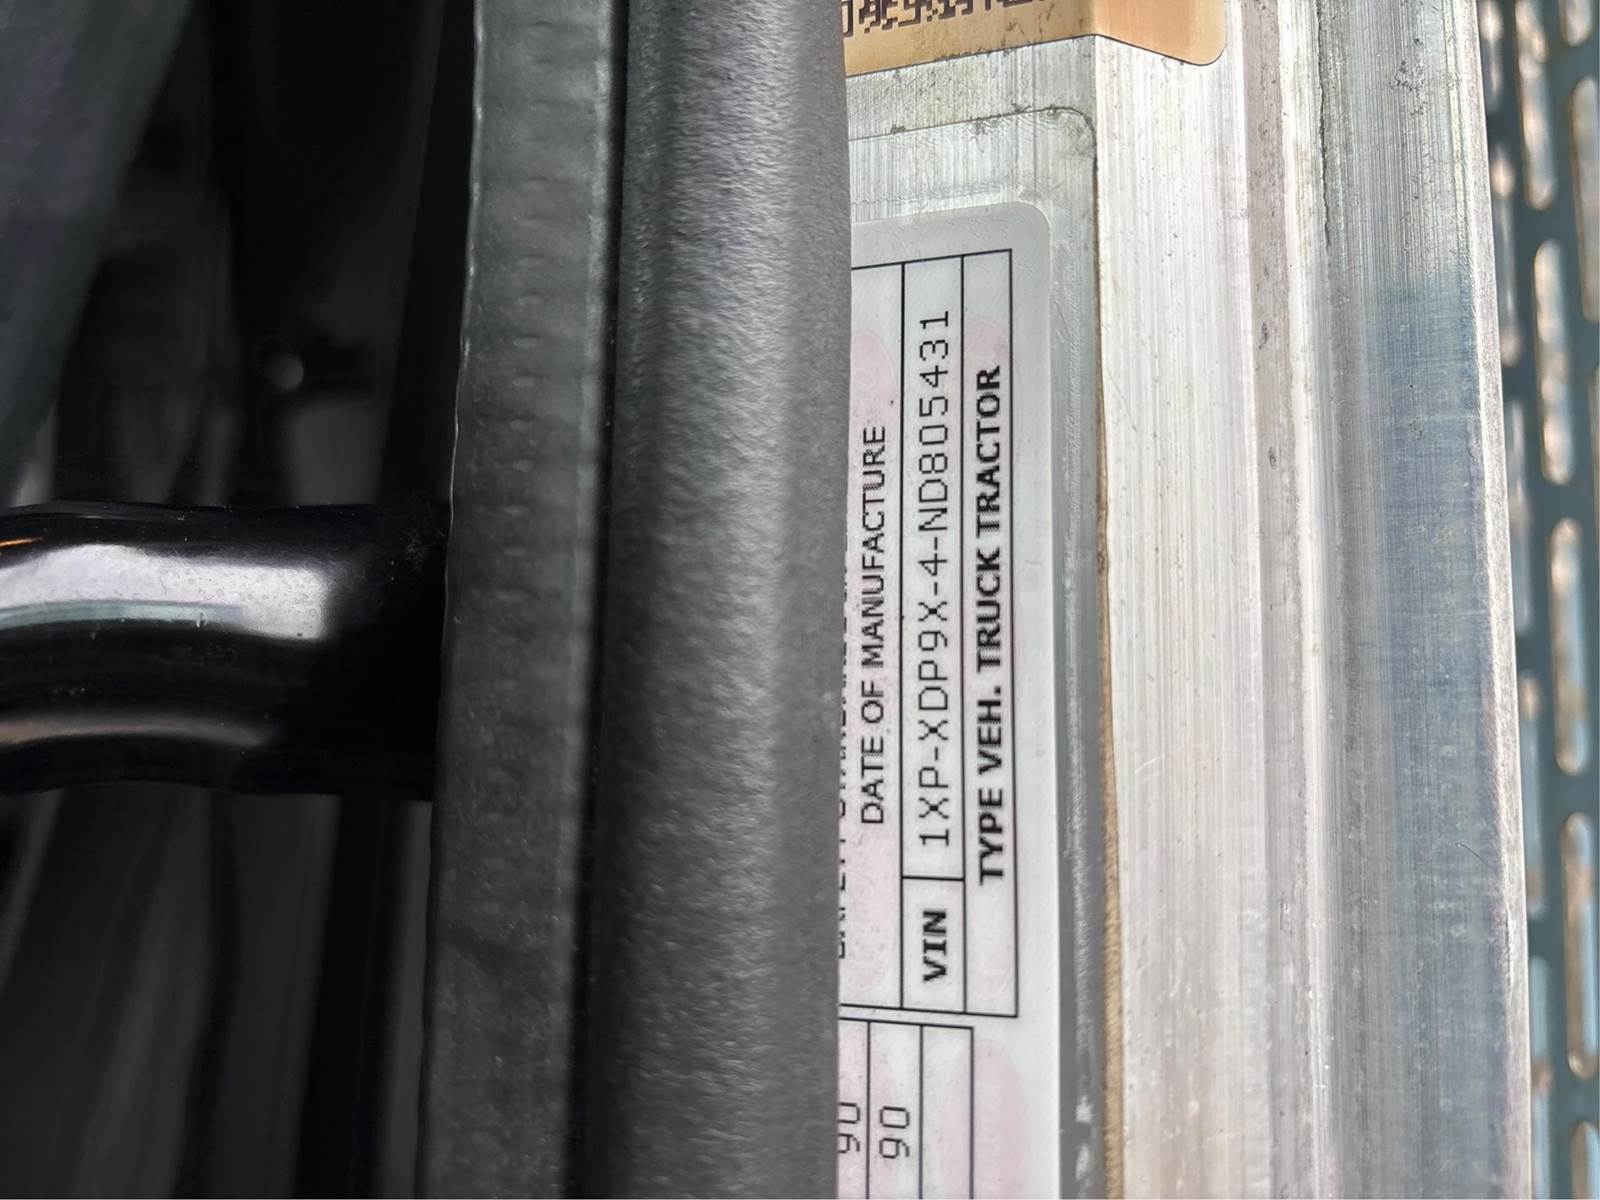 DATE OF MANUFACTURE
VIN 1XP-XDP9X-4-ND805431
TYPE VEH. TRUCK TRACTOR
90
90